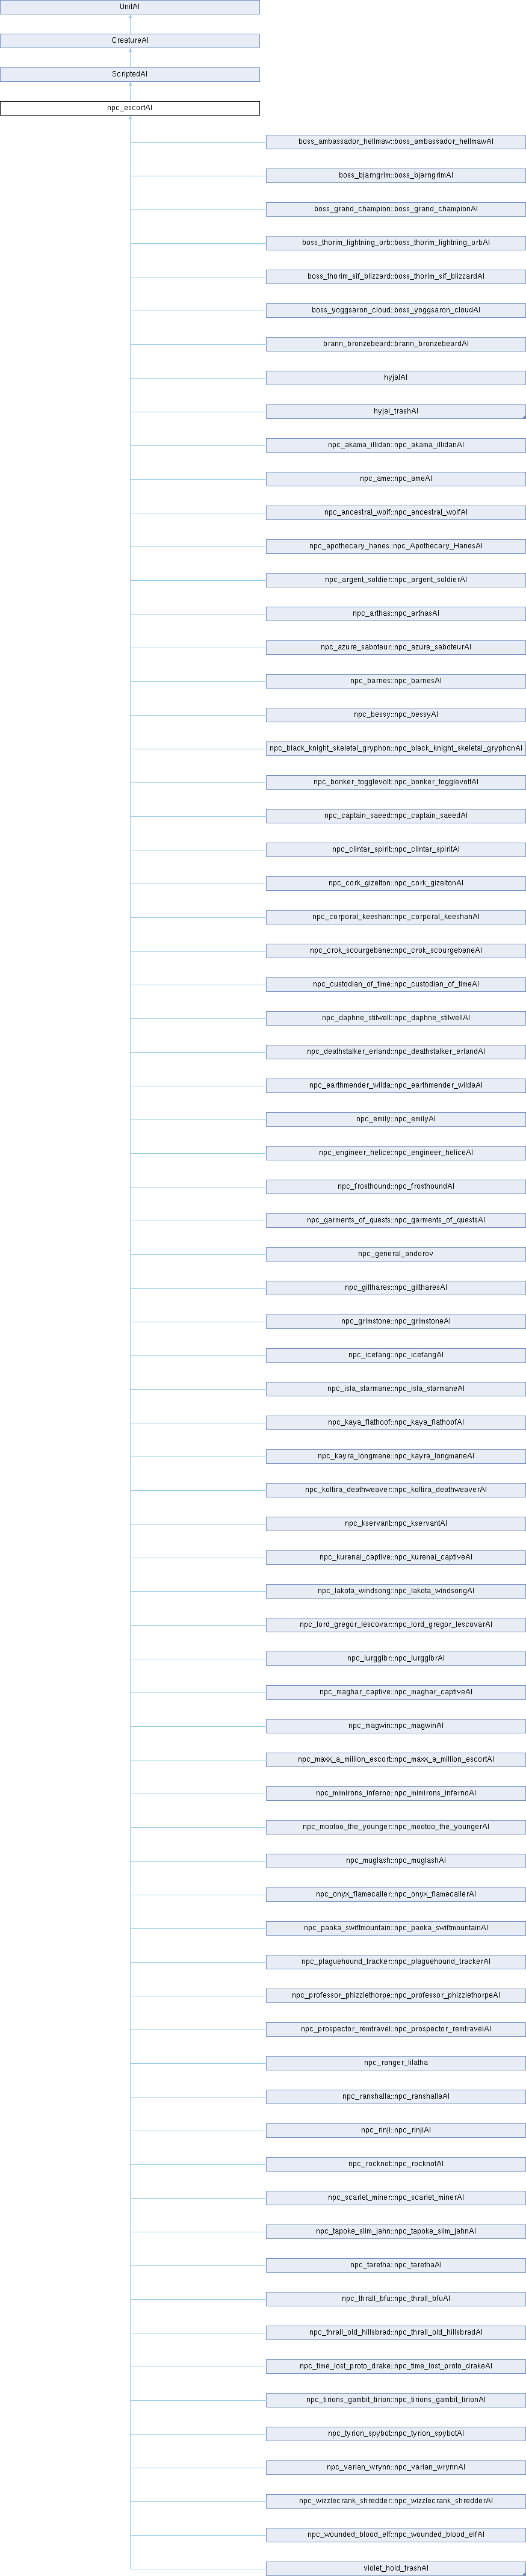 UnitAI
CreatureAI
ScriptedAI
npc_escortAI
boss_ambassador_hellmaw::boss_ambassador_hellmawAI
boss_bjarngrim::boss_bjarngrimAI
boss_grand_champion::boss_grand_championAI
boss_thorim_lightning_orb::boss_thorim_lightning_orbAI
boss_thorim_sif_blizzard::boss_thorim_sif_blizzardAI
boss_yoggsaron_cloud::boss_yoggsaron_cloudAI
brann_bronzebeard::brann_bronzebeardAI
hyjalAI
hyjal_trashAI
npc_akama_illidan::npc_akama_illidanAI
npc_ame::npc_ameAI
npc_ancestral_wolf::npc_ancestral_wolfAI
npc_apothecary_hanes::npc_Apothecary_HanesAI
npc_argent_soldier::npc_argent_soldierAI
npc_arthas::npc_arthasAI
npc_azure_saboteur::npc_azure_saboteurAI
npc_barnes::npc_barnesAI
npc_bessy::npc_bessyAI
npc_black_knight_skeletal_gryphon::npc_black_knight_skeletal_gryphonAI
npc_bonker_togglevolt::npc_bonker_togglevoltAI
npc_captain_saeed::npc_captain_saeedAI
npc_clintar_spirit::npc_clintar_spiritAI
npc_cork_gizelton::npc_cork_gizeltonAI
npc_corporal_keeshan::npc_corporal_keeshanAI
npc_crok_scourgebane::npc_crok_scourgebaneAI
npc_custodian_of_time::npc_custodian_of_timeAI
npc_daphne_stilwell::npc_daphne_stilwellAI
npc_deathstalker_erland::npc_deathstalker_erlandAI
npc_earthmender_wilda::npc_earthmender_wildaAI
npc_emily::npc_emilyAI
npc_engineer_helice::npc_engineer_heliceAI
npc_frosthound::npc_frosthoundAI
npc_garments_of_quests::npc_garments_of_questsAI
npc_general_andorov
npc_gilthares::npc_giltharesAI
npc_grimstone::npc_grimstoneAI
npc_icefang::npc_icefangAI
npc_isla_starmane::npc_isla_starmaneAI
npc_kaya_flathoof::npc_kaya_flathoofAI
npc_kayra_longmane::npc_kayra_longmaneAI
npc_koltira_deathweaver::npc_koltira_deathweaverAI
npc_kservant::npc_kservantAI
npc_kurenai_captive::npc_kurenai_captiveAI
npc_lakota_windsong::npc_lakota_windsongAI
npc_lord_gregor_lescovar::npc_lord_gregor_lescovarAI
npc_lurgglbr::npc_lurgglbrAI
npc_maghar_captive::npc_maghar_captiveAI
npc_magwin::npc_magwinAI
npc_maxx_a_million_escort::npc_maxx_a_million_escortAI
npc_mimirons_inferno::npc_mimirons_infernoAI
npc_mootoo_the_younger::npc_mootoo_the_youngerAI
npc_muglash::npc_muglashAI
npc_onyx_flamecaller::npc_onyx_flamecallerAI
npc_paoka_swiftmountain::npc_paoka_swiftmountainAI
npc_plaguehound_tracker::npc_plaguehound_trackerAI
npc_professor_phizzlethorpe::npc_professor_phizzlethorpeAI
npc_prospector_remtravel::npc_prospector_remtravelAI
npc_ranger_lilatha
npc_ranshalla::npc_ranshallaAI
npc_rinji::npc_rinjiAI
npc_rocknot::npc_rocknotAI
npc_scarlet_miner::npc_scarlet_minerAI
npc_tapoke_slim_jahn::npc_tapoke_slim_jahnAI
npc_taretha::npc_tarethaAI
npc_thrall_bfu::npc_thrall_bfuAI
npc_thrall_old_hillsbrad::npc_thrall_old_hillsbradAI
npc_time_lost_proto_drake::npc_time_lost_proto_drakeAI
npc_tirions_gambit_tirion::npc_tirions_gambit_tirionAI
npc_tyrion_spybot::npc_tyrion_spybotAI
npc_varian_wrynn::npc_varian_wrynnAI
npc_wizzlecrank_shredder::npc_wizzlecrank_shredderAI
npc_wounded_blood_elf::npc_wounded_blood_elfAI
violet_hold_trashAI